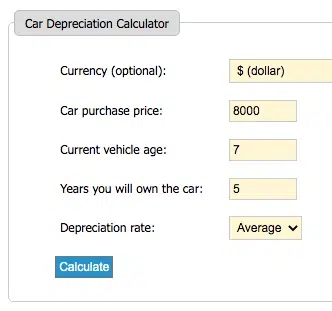 Car Depreciation Calculator
Currency (optional): $ (dollar)
Car purchase price: 8000
Current vehicle age: 7
Years you will own the car: 5
Depreciation rate: Average
Calculate